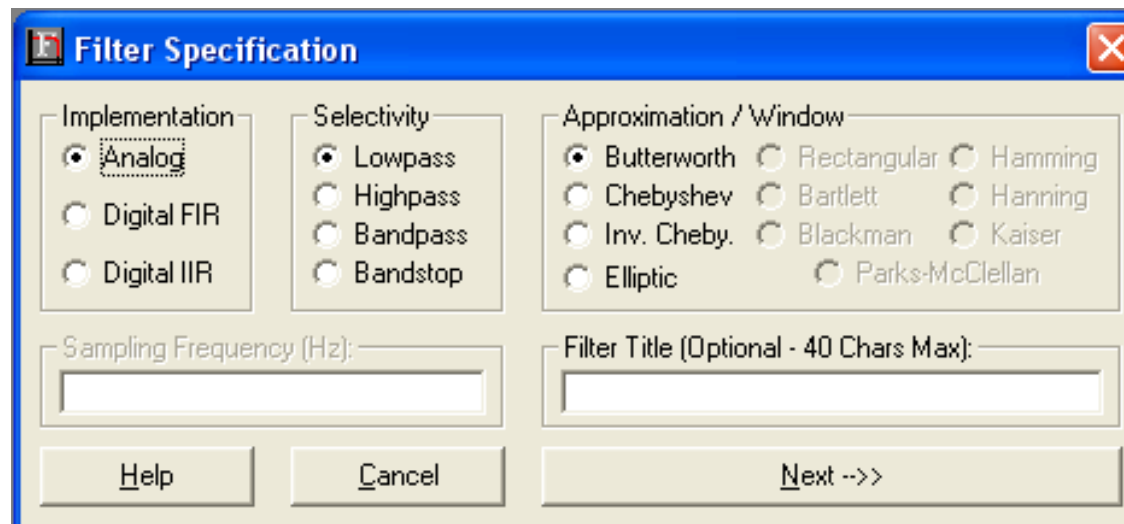 Filter Specification
Implementation
Analog
Digital FIR
Digital IIR
Selectivity
Lowpass
Highpass
Bandpass
Bandstop
Approximation / Window
Butterworth Rectangular Hamming
Chebyshev Bartlett Hanning
Inv. Cheby. Blackman Kaiser
Elliptic Parks-McClellan
Sampling Frequency (Hz):
Filter Title (Optional - 40 Chars Max):
Help Cancel Next -->>